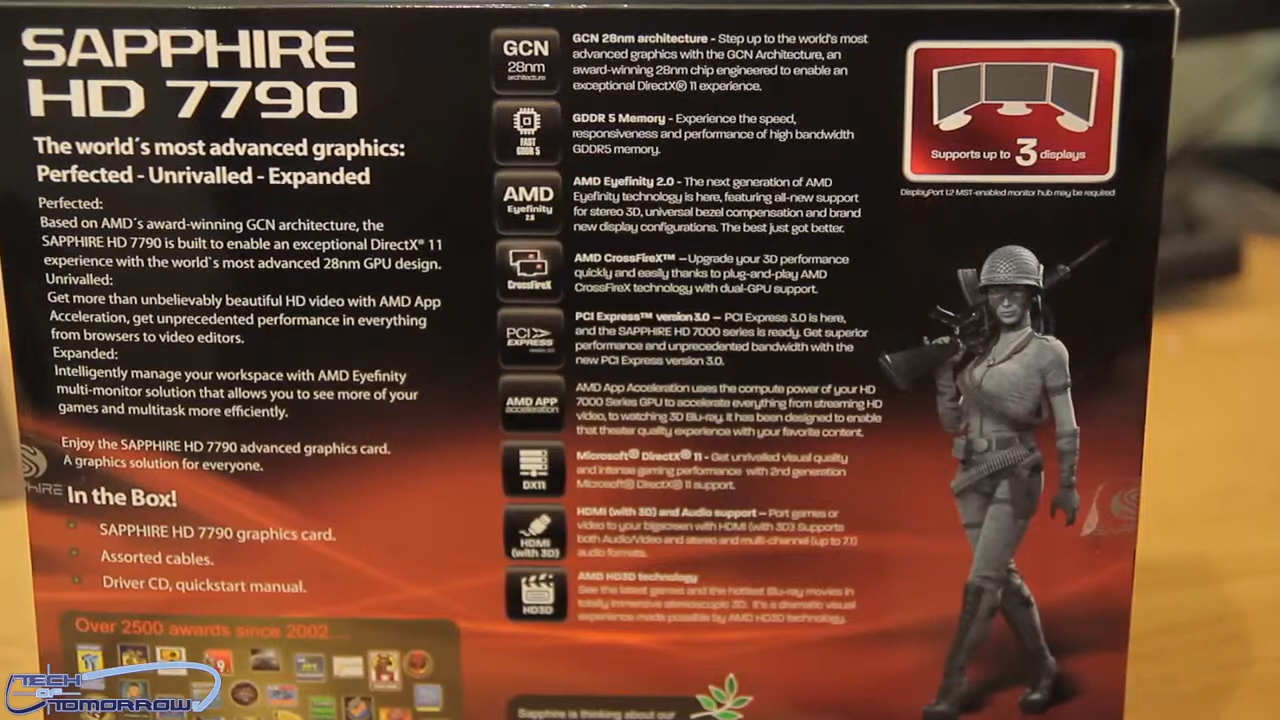 SAPPHIRE
HD 7790
The world´s most advanced graphics:
Perfected - Unrivalled - Expanded
Perfected:
Based on AMD´s award-winning GCN architecture, the
SAPPHIRE HD 7790 is built to enable an exceptional DirectX® 11
experience with the world`s most advanced 28nm GPU design.
Unrivalled:
Get more than unbelievably beautiful HD video with AMD App
Acceleration, get unprecedented performance in everything
from browsers to video editors.
Expanded:
Intelligently manage your workspace with AMD Eyefinity
multi-monitor solution that allows you to see more of your
games and multitask more efficiently.
Enjoy the SAPPHIRE HD 7790 advanced graphics card.
A graphics solution for everyone.
In the Box!
SAPPHIRE HD 7790 graphics card.
Assorted cables.
Driver CD, quickstart manual.
Over 2500 awards since 2002....
GCN
28nm
architecture
GCN 28nm architecture - Step up to the world's most
advanced graphics with the GCN Architecture, an
award-winning 28nm chip engineered to enable an
exceptional DirectX® 11 experience.
FAST
GDDR 5
GDDR 5 Memory - Experience the speed,
responsiveness and performance of high bandwidth
GDDR5 memory.
AMD
Eyefinity
2.0
AMD Eyefinity 2.0 - The next generation of AMD
Eyefinity technology is here, featuring all-new support
for stereo 3D, universal bezel compensation and brand
new display configurations. The best just got better.
CrossFireX
AMD CrossFireX™ – Upgrade your 3D performance
quickly and easily thanks to plug-and-play AMD
CrossFireX technology with dual-GPU support.
PCI
EXPRESS
PCI Express™ version 3.0 – PCI Express 3.0 is here,
and the SAPPHIRE HD 7000 series is ready. Get superior
performance and unprecedented bandwidth with the
new PCI Express version 3.0.
AMD APP
acceleration
AMD App Acceleration uses the compute power of your HD
7000 Series GPU to accelerate everything from streaming HD
video, to watching 3D Blu-ray. It has been designed to enable
that theater quality experience with your favorite content.
DX11
Microsoft® DirectX® 11 - Get unrivalled visual quality
and intense gaming performance with 2nd generation
Microsoft® DirectX® 11 support.
HDMI
(with 3D)
HDMI (with 3D) and Audio support – Port games or
video to your bigscreen with HDMI (with 3D) Supports
both Audio/Video and stereo and multi-channel (up to 7.1)
audio formats.
HD3D
AMD HD3D technology
See the latest games and the hottest Blu-ray movies in
totally immersive stereoscopic 3D. It's a dramatic visual
experience made possible by AMD HD3D technology.
Sapphire is thinking about our
Supports up to 3 displays
DisplayPort 1.2 MST-enabled monitor hub may be required
TECH
OF
TOMORROW